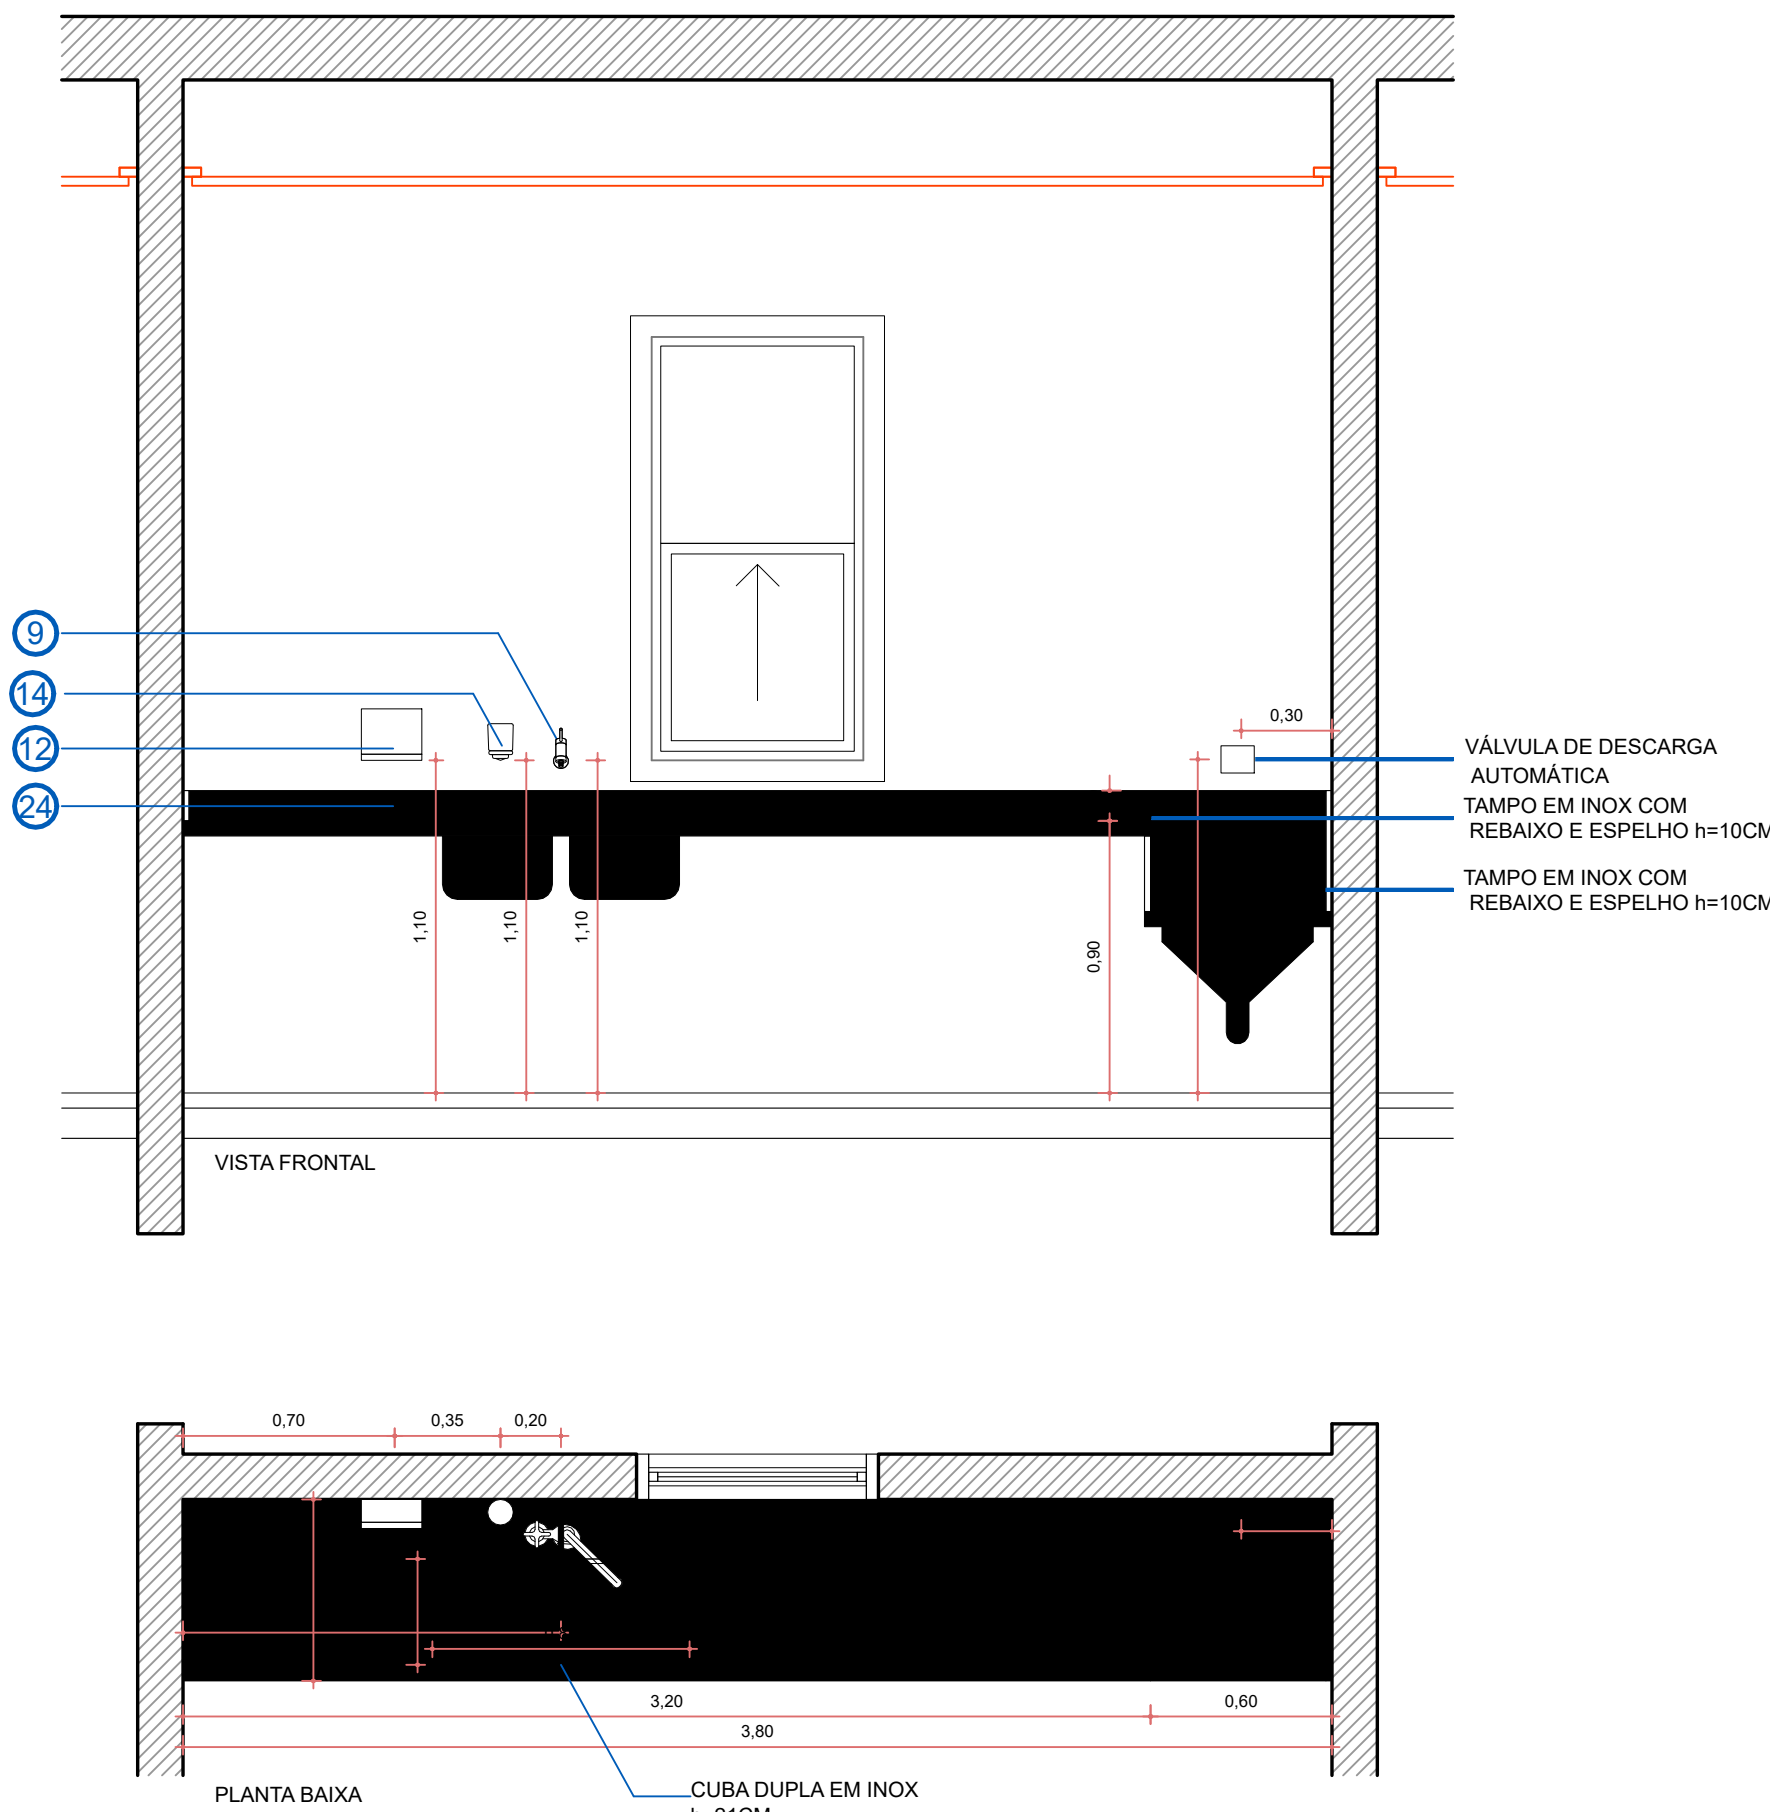 9
14
12
24
0,30
VÁLVULA DE DESCARGA
AUTOMÁTICA
TAMPO EM INOX COM
REBAIXO E ESPELHO h=10CM
TAMPO EM INOX COM
REBAIXO E ESPELHO h=10CM
1,10
1,10
1,10
0,90
VISTA FRONTAL
0,70
0,35
0,20
3,20
0,60
3,80
PLANTA BAIXA
CUBA DUPLA EM INOX